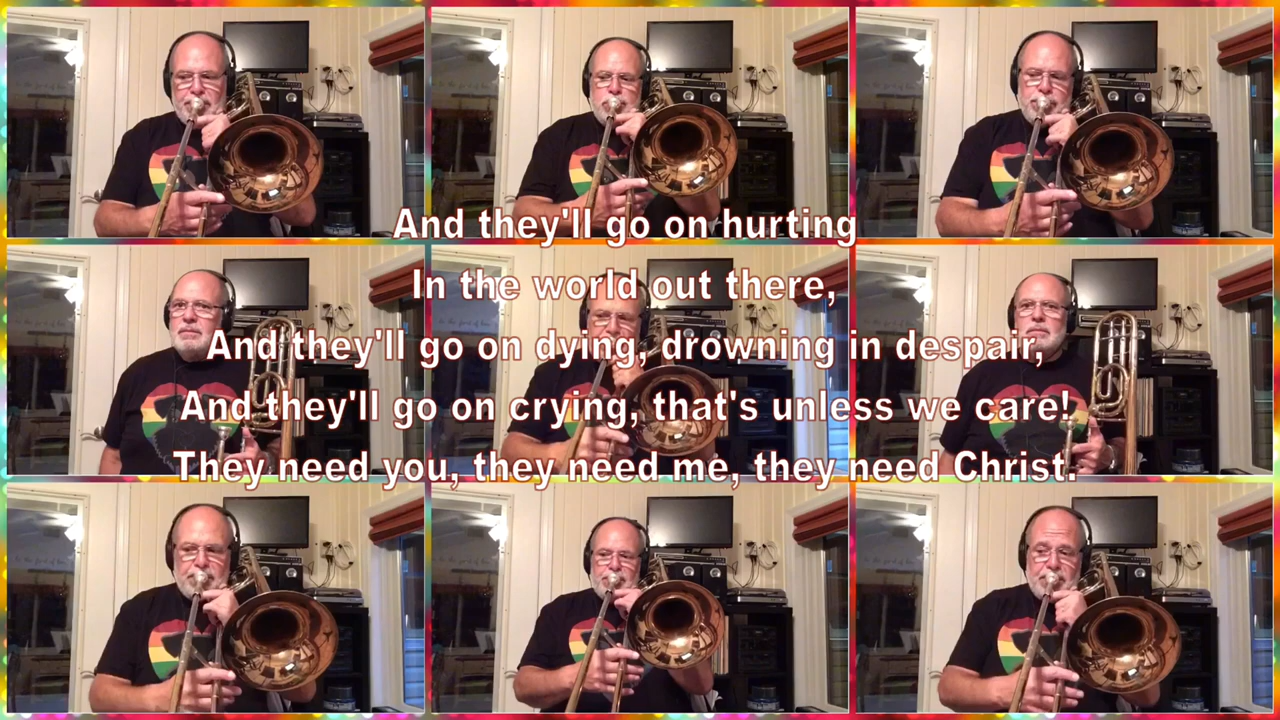 And they'll go on hurting
In the world out there,
And they'll go on dying, drowning in despair,
And they'll go on crying, that's unless we care!
They need you, they need me, they need Christ.